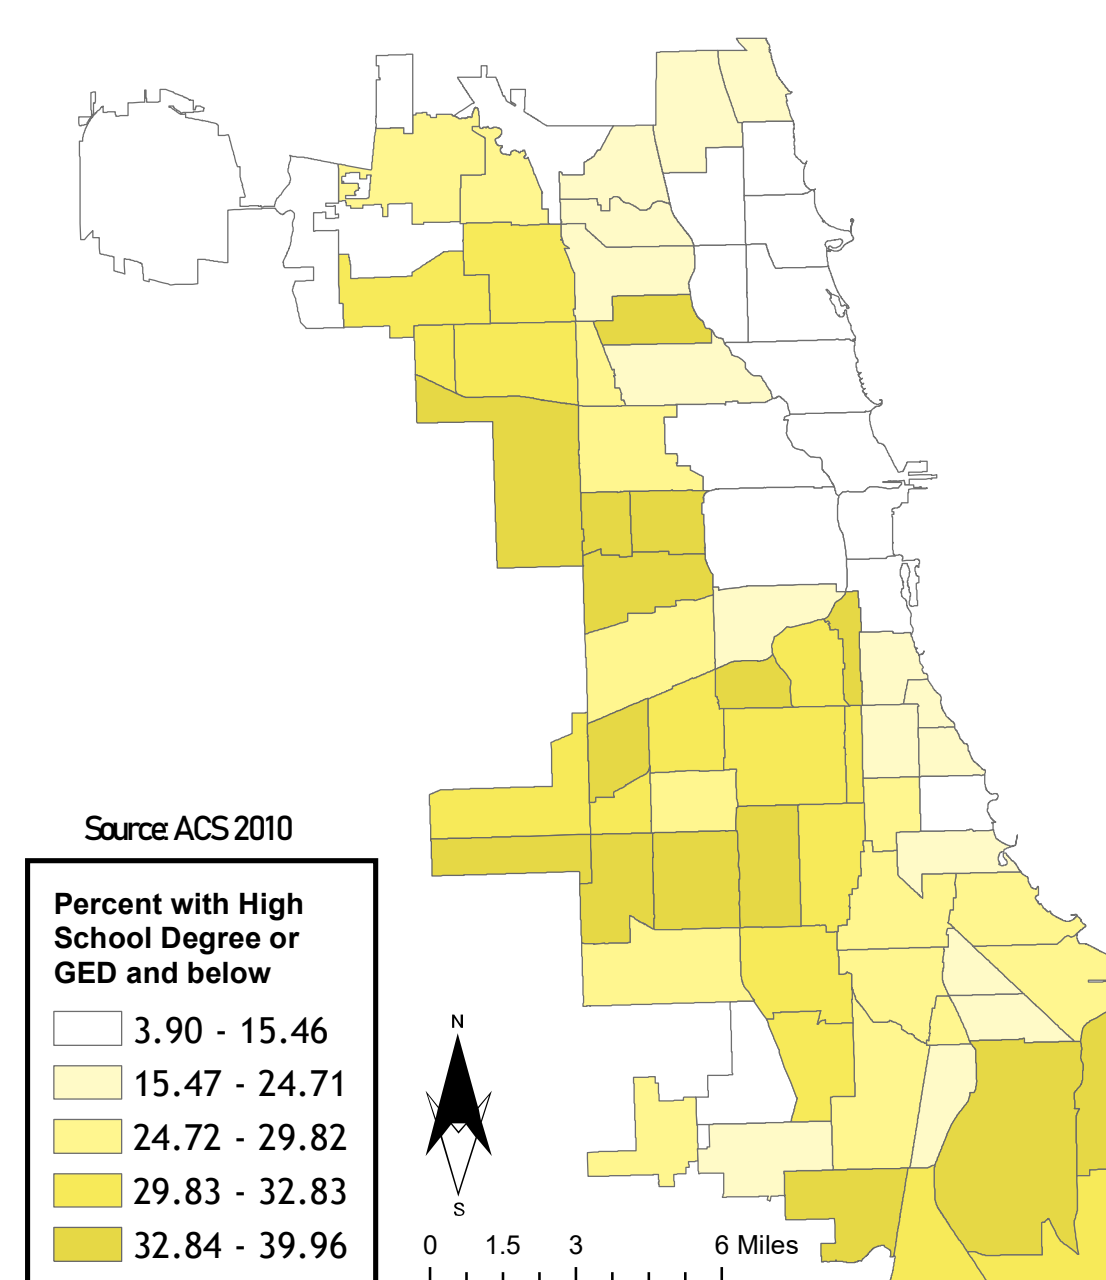 Source: ACS 2010
Percent with High
School Degree or
GED and below
3.90 - 15.46
15.47 - 24.71
24.72 - 29.82
29.83 - 32.83
32.84 - 39.96
N
S
0 1.5 3 6 Miles